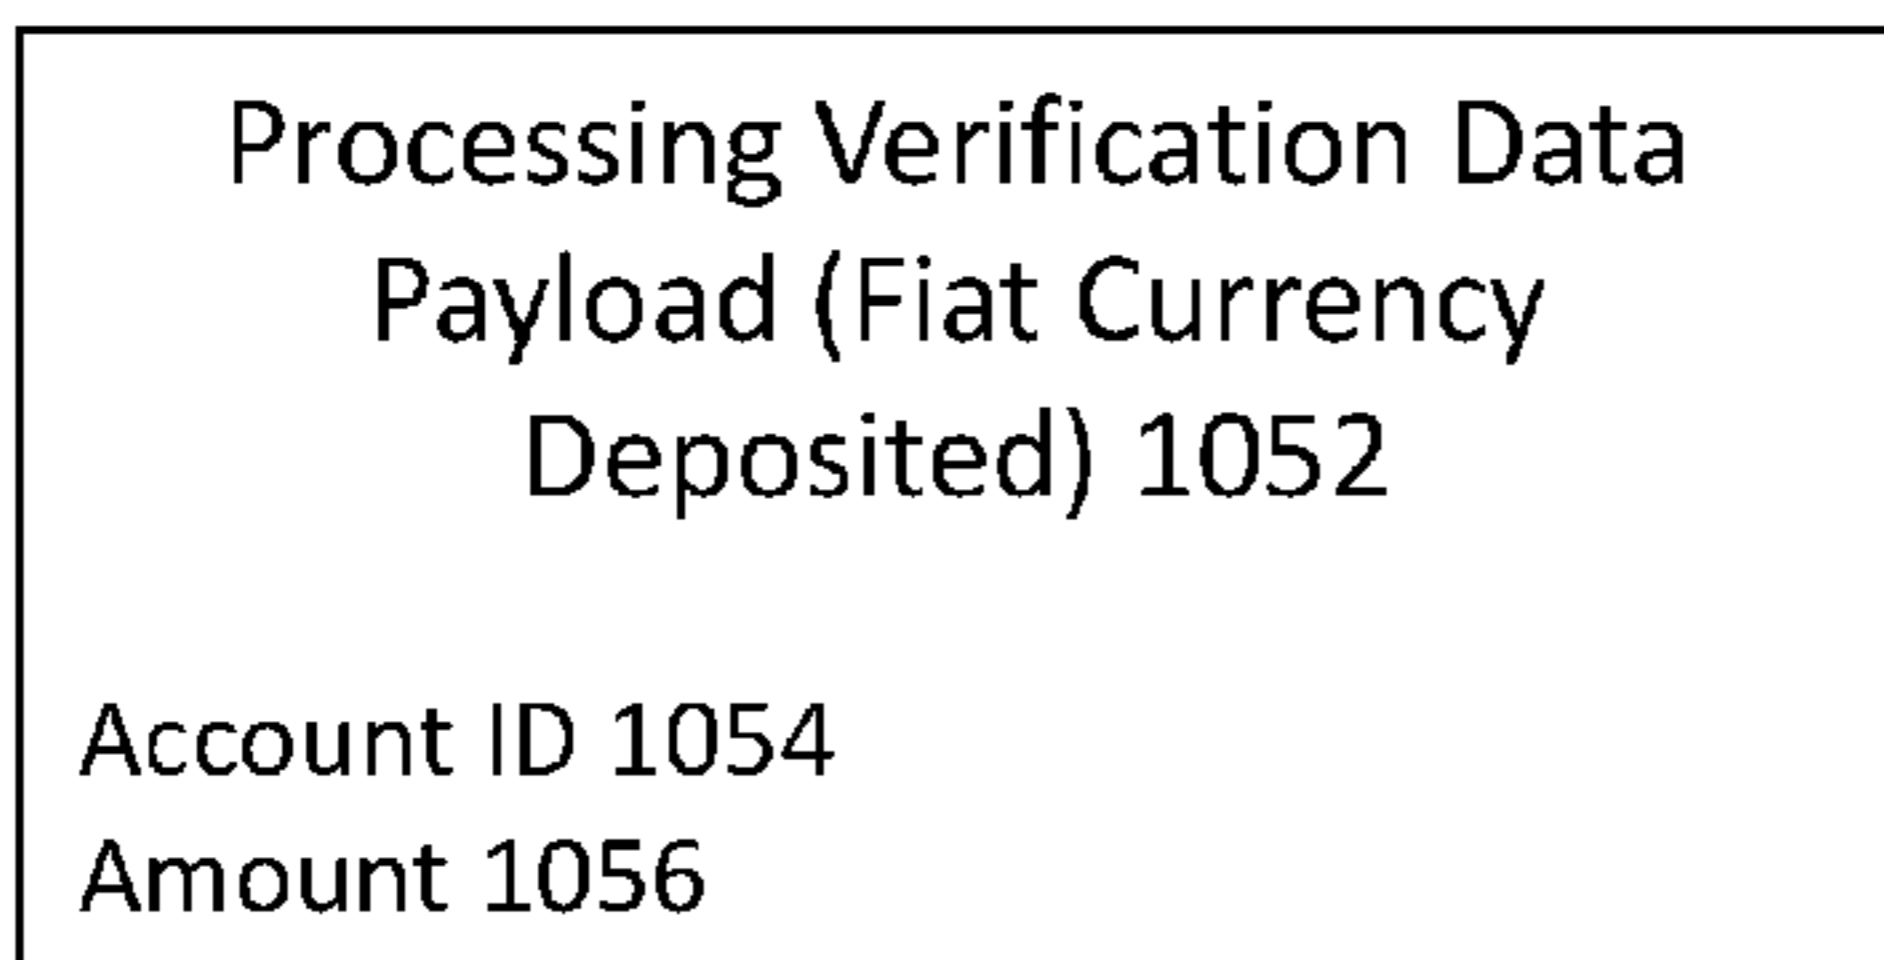 Processing Verification Data
Payload (Fiat Currency
Deposited) 1052
Account ID 1054
Amount 1056